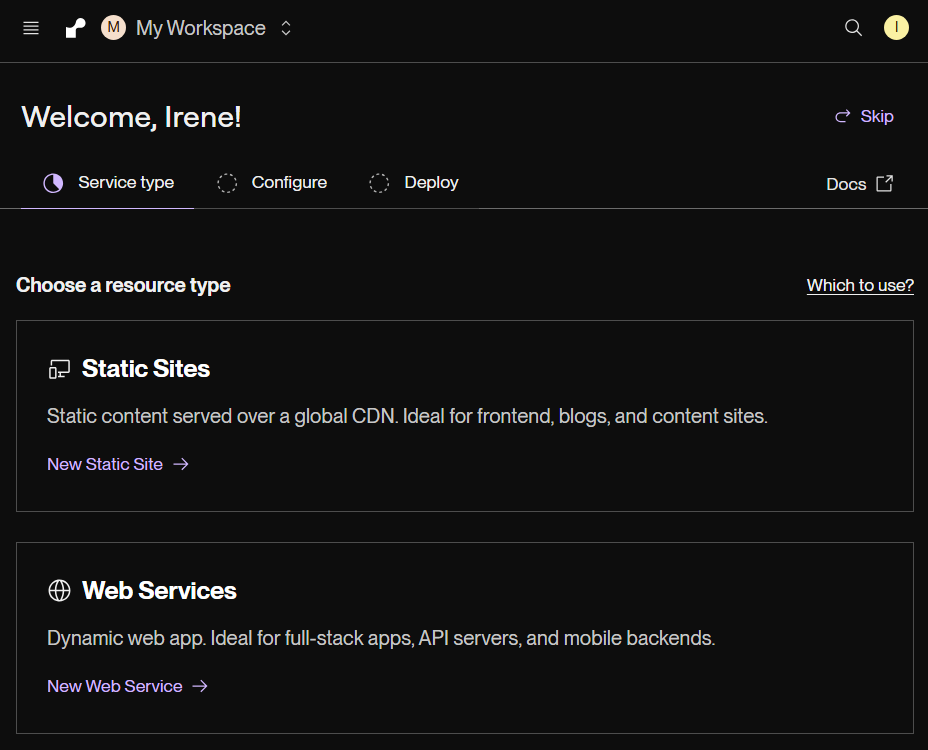 M My Workspace I
Welcome, Irene! Skip
Service type Configure Deploy Docs
Choose a resource type Which to use?
Static Sites
Static content served over a global CDN. Ideal for frontend, blogs, and content sites.
New Static Site
Web Services
Dynamic web app. Ideal for full-stack apps, API servers, and mobile backends.
New Web Service